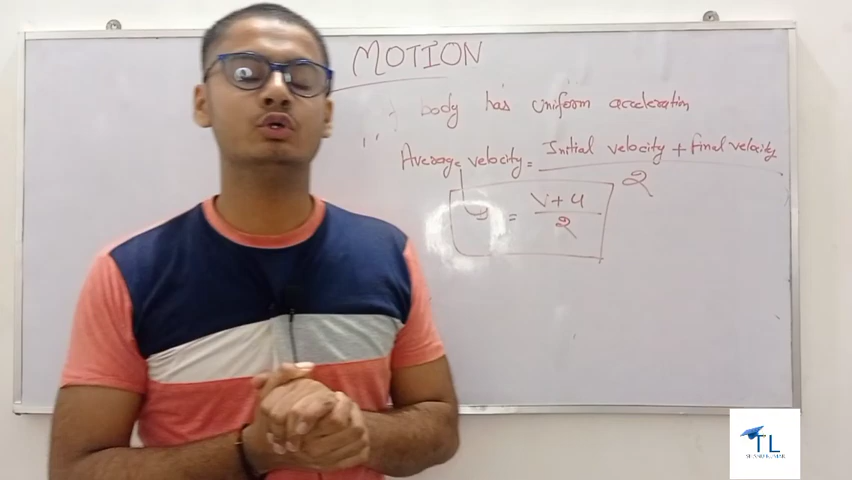 MOTION
body has uniform acceleration
Average velocity = Initial velocity + final velocity
2
= V + u
2
TL